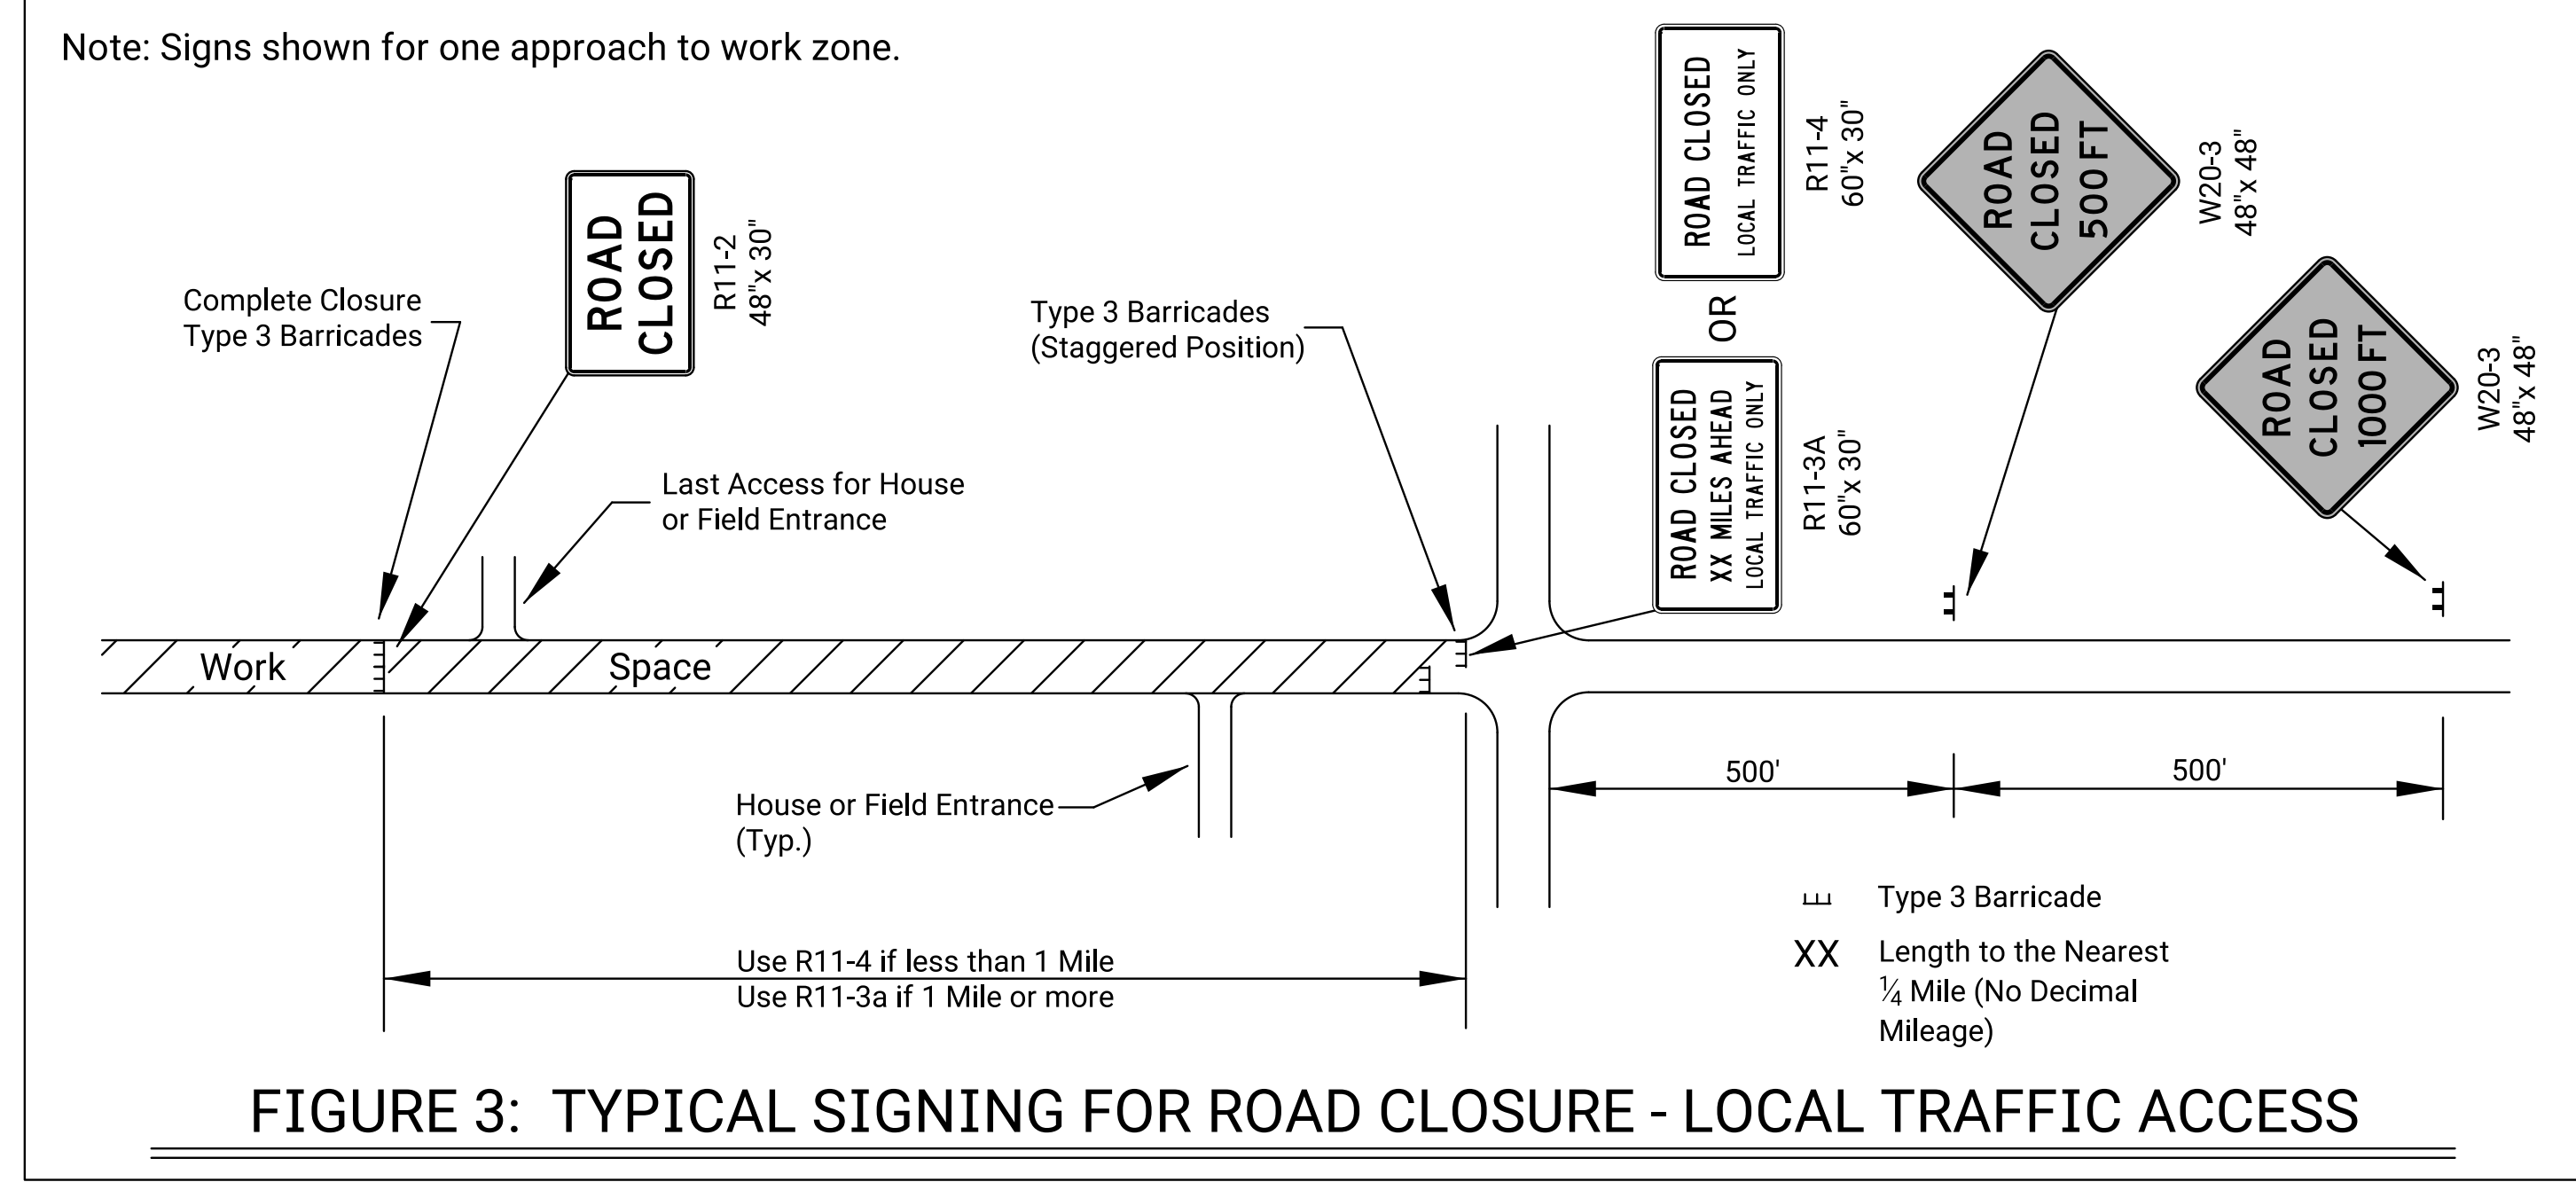 Note: Signs shown for one approach to work zone.
ROAD CLOSED
LOCAL TRAFFIC ONLY
R11-4
60"x 30"
ROAD
CLOSED
500FT
W20-3
48"x 48"
ROAD
CLOSED
R11-2
48"x 30"
Complete Closure
Type 3 Barricades
Type 3 Barricades
(Staggered Position)
OR
ROAD CLOSED
XX MILES AHEAD
LOCAL TRAFFIC ONLY
R11-3A
60"x 30"
ROAD
CLOSED
1000FT
W20-3
48"x 48"
Last Access for House
or Field Entrance
Work
Space
House or Field Entrance
(Typ.)
500'
500'
Use R11-4 if less than 1 Mile
Use R11-3a if 1 Mile or more
Type 3 Barricade
XX Length to the Nearest
¼ Mile (No Decimal
Mileage)
FIGURE 3: TYPICAL SIGNING FOR ROAD CLOSURE - LOCAL TRAFFIC ACCESS